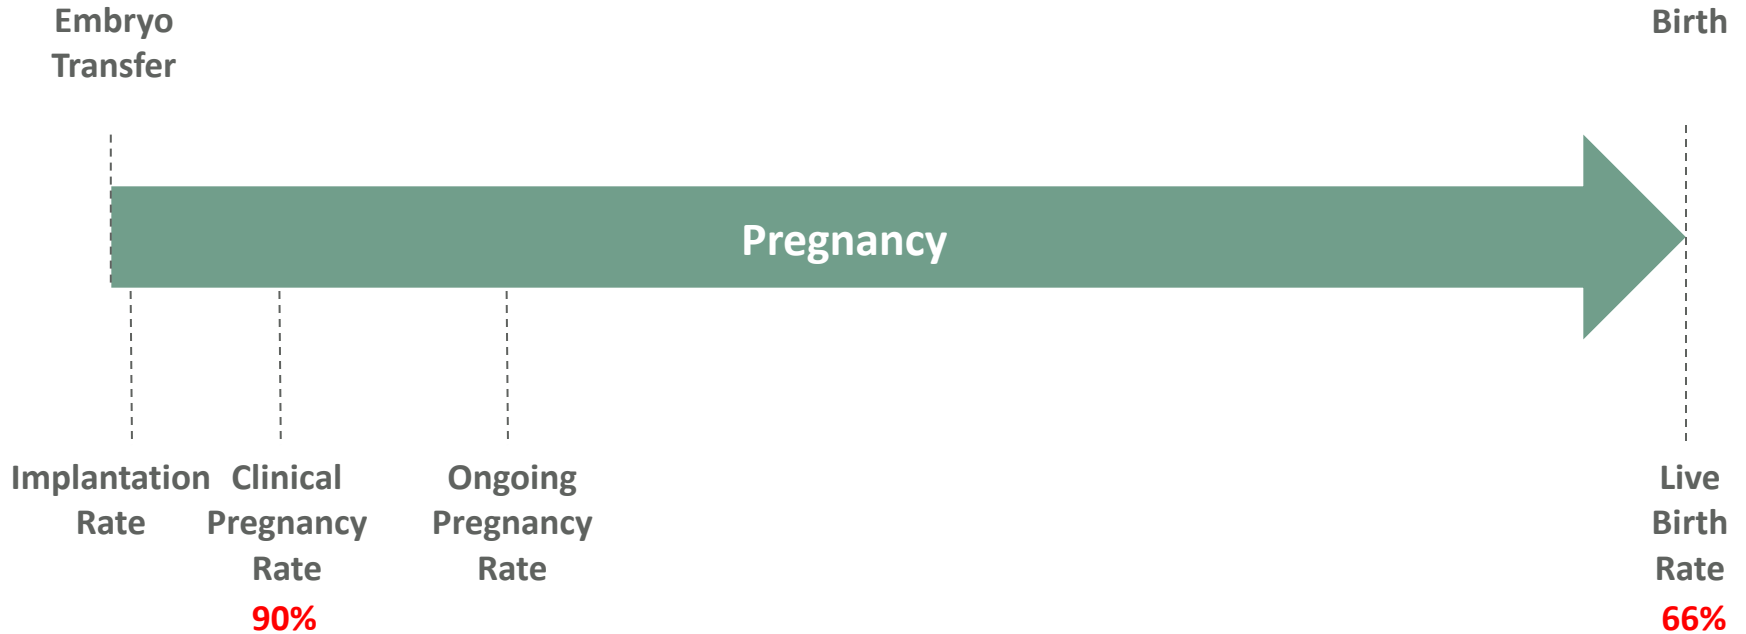 Embryo
Transfer
Birth
Pregnancy
Implantation
Rate
Clinical
Pregnancy
Rate
90%
Ongoing
Pregnancy
Rate
Live
Birth
Rate
66%